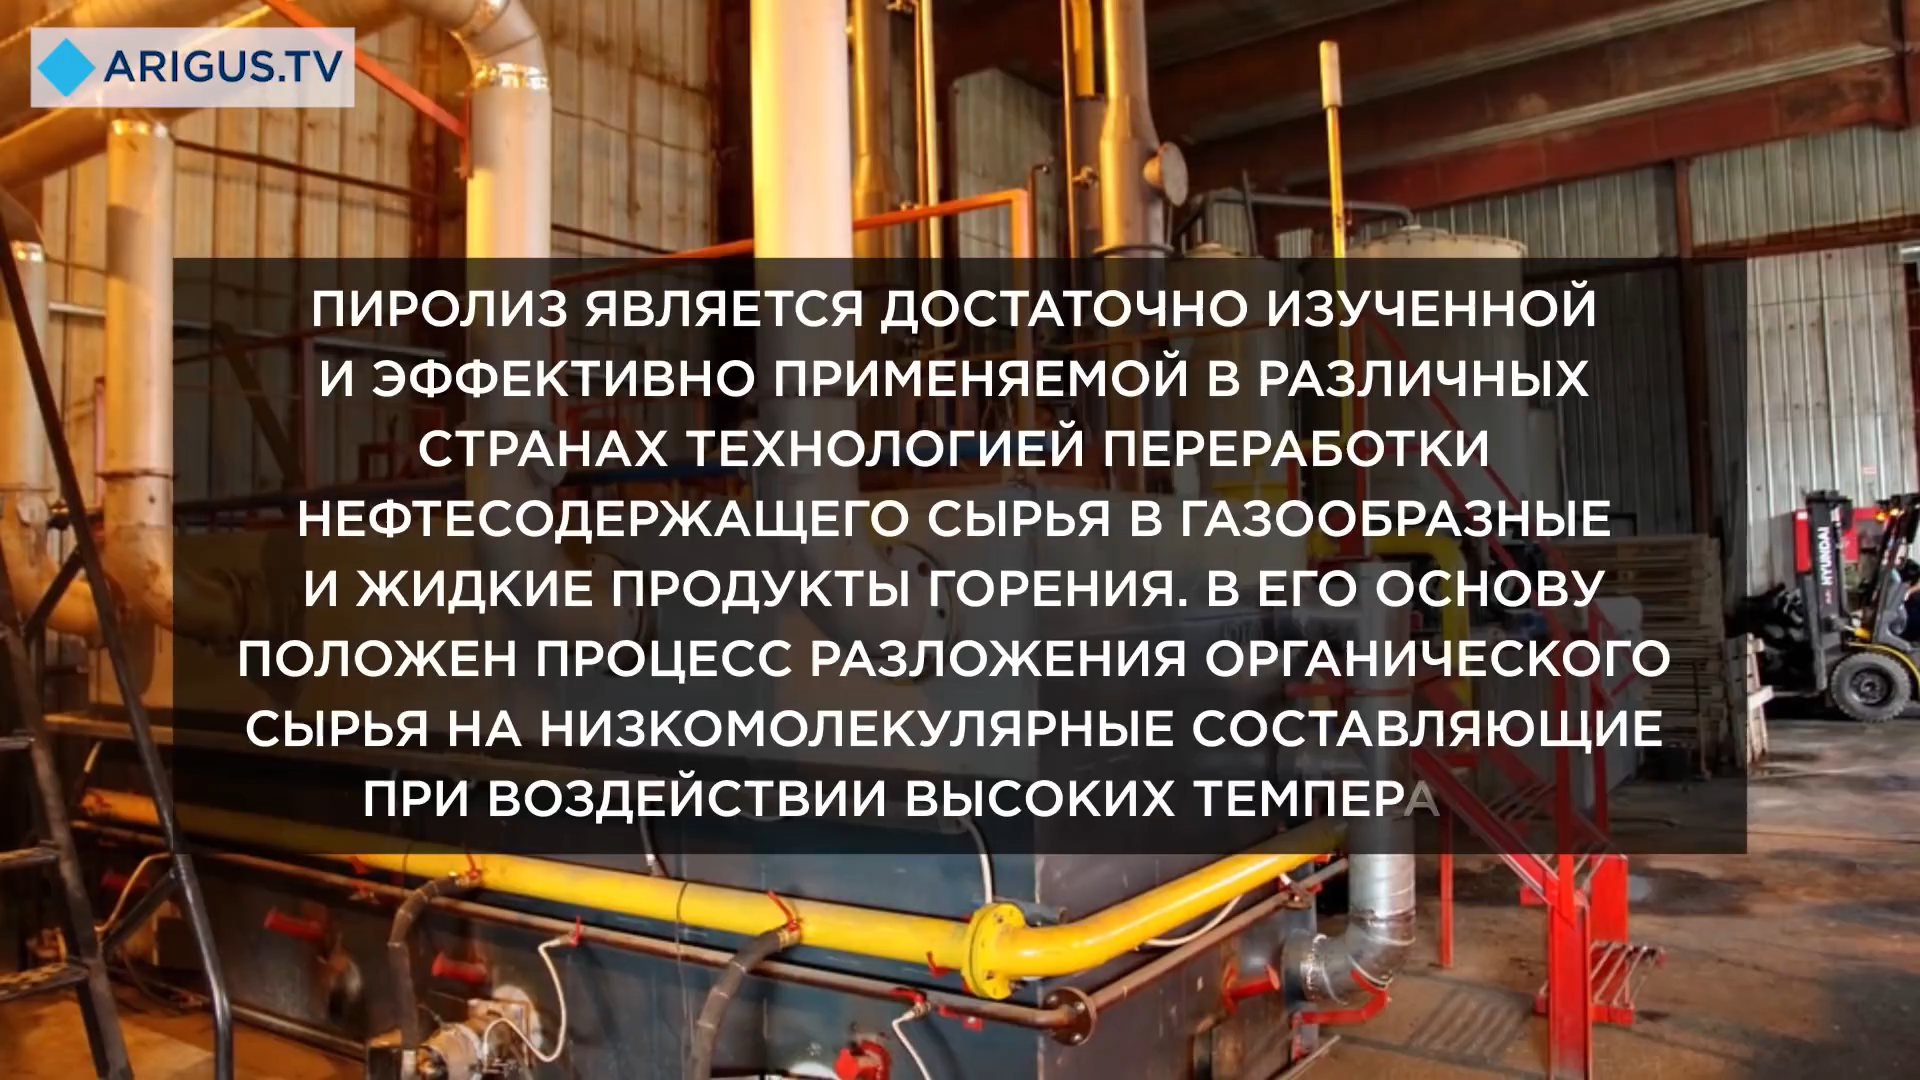 ARIGUS.TV
ПИРОЛИЗ ЯВЛЯЕТСЯ ДОСТАТОЧНО ИЗУЧЕННОЙ
И ЭФФЕКТИВНО ПРИМЕНЯЕМОЙ В РАЗЛИЧНЫХ
СТРАНАХ ТЕХНОЛОГИЕЙ ПЕРЕРАБОТКИ
НЕФТЕСОДЕРЖАЩЕГО СЫРЬЯ В ГАЗООБРАЗНЫЕ
И ЖИДКИЕ ПРОДУКТЫ ГОРЕНИЯ. В ЕГО ОСНОВУ
ПОЛОЖЕН ПРОЦЕСС РАЗЛОЖЕНИЯ ОРГАНИЧЕСКОГО
СЫРЬЯ НА НИЗКОМОЛЕКУЛЯРНЫЕ СОСТАВЛЯЮЩИЕ
ПРИ ВОЗДЕЙСТВИИ ВЫСОКИХ ТЕМПЕРА
HYUNDAI